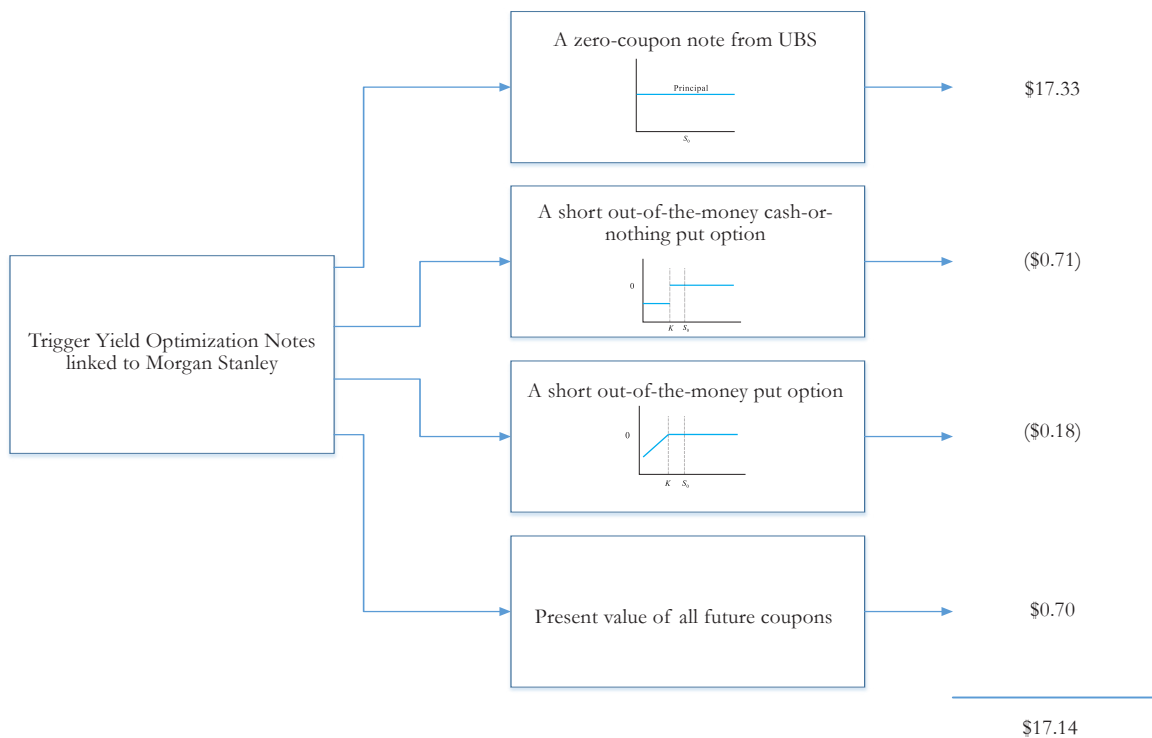 A zero-coupon note from UBS
Principal
S0
$17.33
A short out-of-the-money cash-or-
nothing put option
0
K S0
($0.71)
Trigger Yield Optimization Notes
linked to Morgan Stanley
A short out-of-the-money put option
0
K S0
($0.18)
Present value of all future coupons
$0.70
$17.14